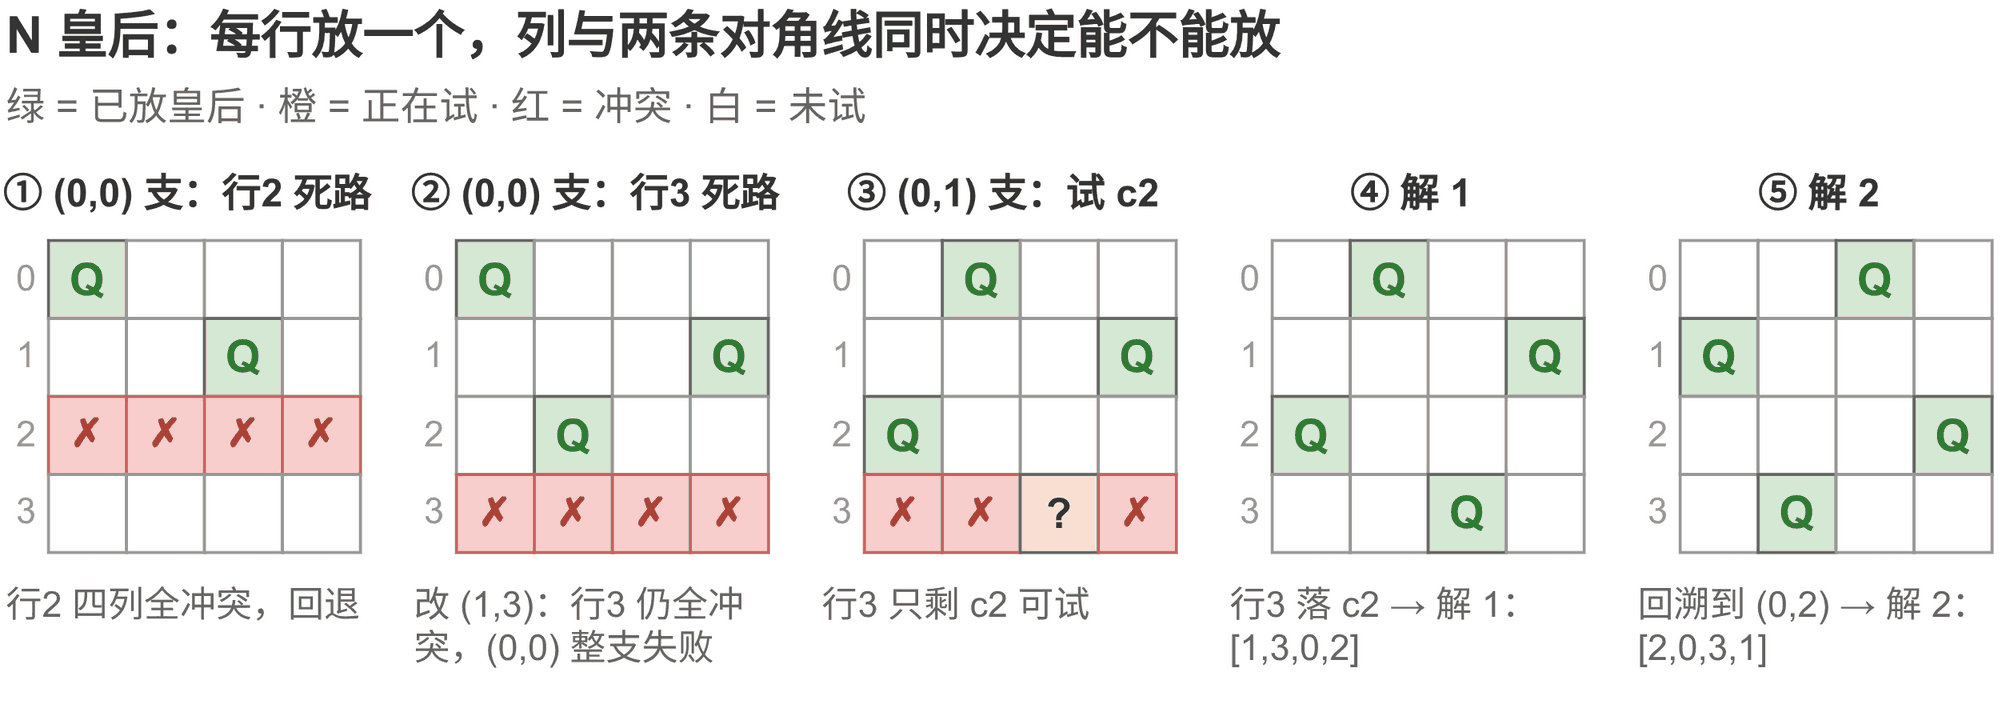 N 皇后：每行放一个，列与两条对角线同时决定能不能放
绿 = 已放皇后 · 橙 = 正在试 · 红 = 冲突 · 白 = 未试
① (0,0) 支：行2 死路
0 Q
1 Q
2 ✗ ✗ ✗ ✗
3
行2 四列全冲突，回退
② (0,0) 支：行3 死路
0 Q
1 Q
2 Q
3 ✗ ✗ ✗ ✗
改 (1,3)：行3 仍全冲
突，(0,0) 整支失败
③ (0,1) 支：试 c2
0 Q
1 Q
2 Q
3 ✗ ✗ ? ✗
行3 只剩 c2 可试
④ 解 1
0 Q
1 Q
2 Q
3 Q
行3 落 c2 → 解 1：
[1,3,0,2]
⑤ 解 2
0 Q
1 Q
2 Q
3 Q
回溯到 (0,2) → 解 2：
[2,0,3,1]